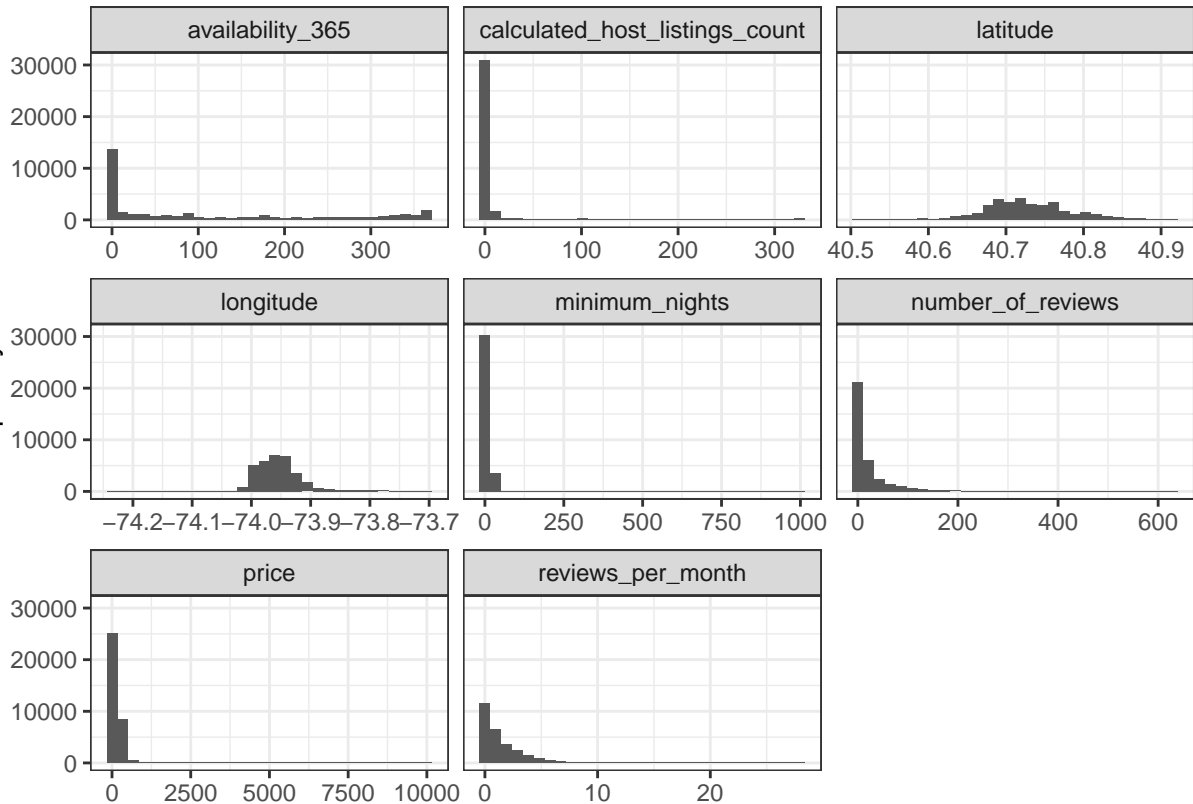 availability_365 calculated_host_listings_count latitude
30000
20000
10000
0
0 100 200 300 0 100 200 300 40.5 40.6 40.7 40.8 40.9
longitude minimum_nights number_of_reviews
30000
20000
10000
0
−74.2 −74.1 −74.0 −73.9 −73.8 −73.7 0 250 500 750 1000 0 200 400 600
price reviews_per_month
30000
20000
10000
0
0 2500 5000 7500 10000 0 10 20